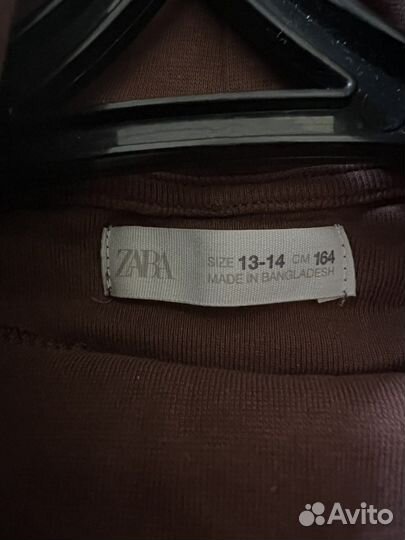 ZARA
SIZE 13-14 CM 164
MADE IN BANGLADESH
Avito